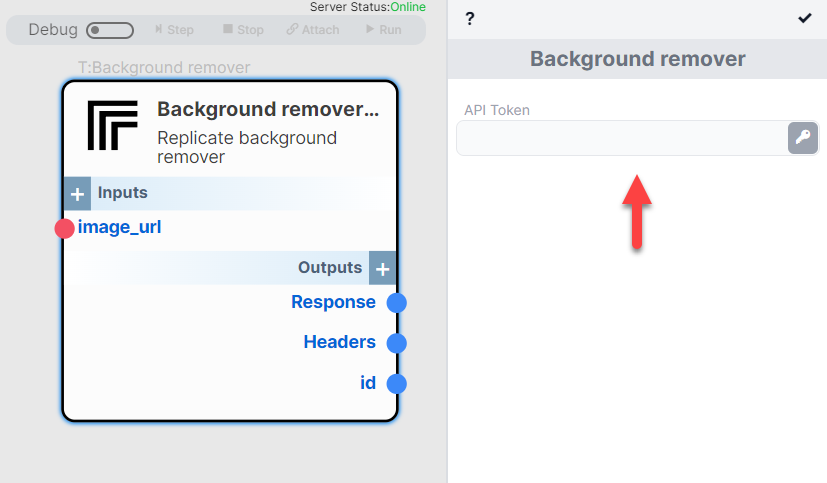 Server Status:Online
Debug
Step
Stop
Attach
Run
?
Background remover
API Token
T:Background remover
Background remover...
Replicate background
remover
+ Inputs
image_url
Outputs +
Response
Headers
id